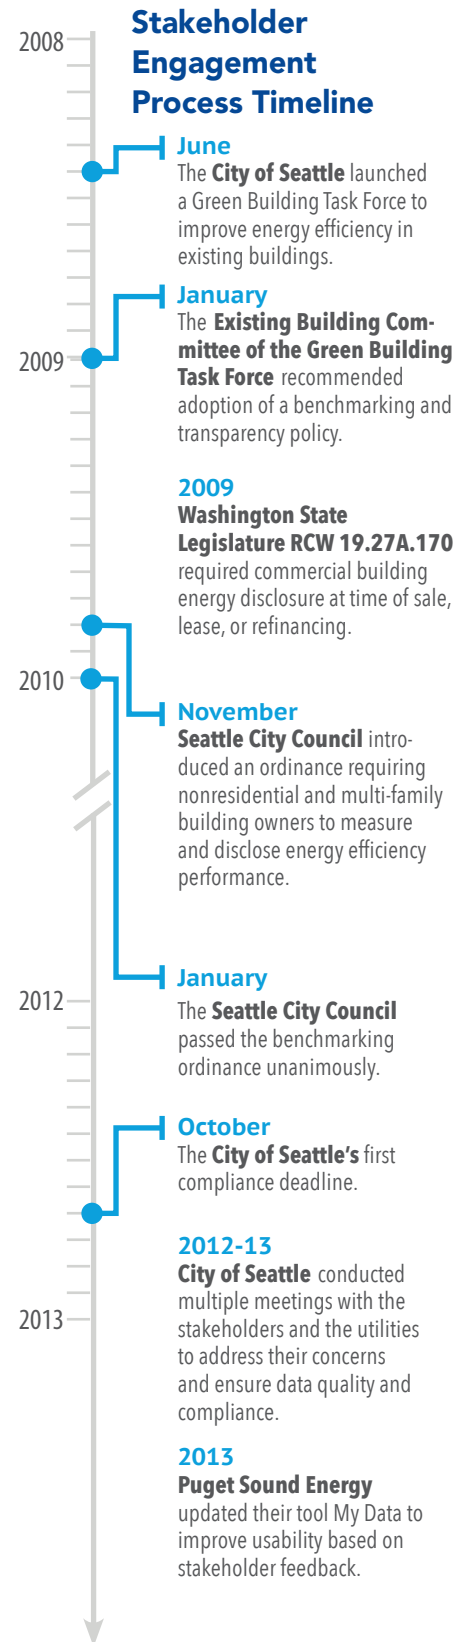 Stakeholder
Engagement
Process Timeline
2008
June
The City of Seattle launched
a Green Building Task Force to
improve energy efficiency in
existing buildings.
January
The Existing Building Com-
mittee of the Green Building
Task Force recommended
adoption of a benchmarking and
transparency policy.
2009
2009
Washington State
Legislature RCW 19.27A.170
required commercial building
energy disclosure at time of sale,
lease, or refinancing.
2010
November
Seattle City Council intro-
duced an ordinance requiring
nonresidential and multi-family
building owners to measure
and disclose energy efficiency
performance.
January
The Seattle City Council
passed the benchmarking
ordinance unanimously.
2012
October
The City of Seattle's first
compliance deadline.
2012-13
City of Seattle conducted
multiple meetings with the
stakeholders and the utilities
to address their concerns
and ensure data quality and
compliance.
2013
2013
Puget Sound Energy
updated their tool My Data to
improve usability based on
stakeholder feedback.